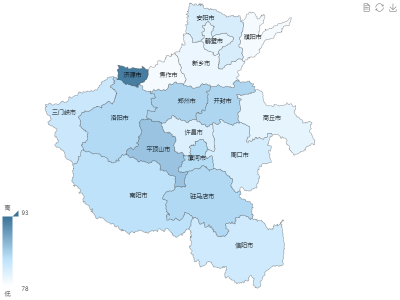 安阳市
鹤壁市
濮阳市
新乡市
济源市
焦作市
三门峡市
洛阳市
郑州市
开封市
商丘市
许昌市
平顶山市
漯河市
周口市
南阳市
驻马店市
信阳市
高
93
78
低